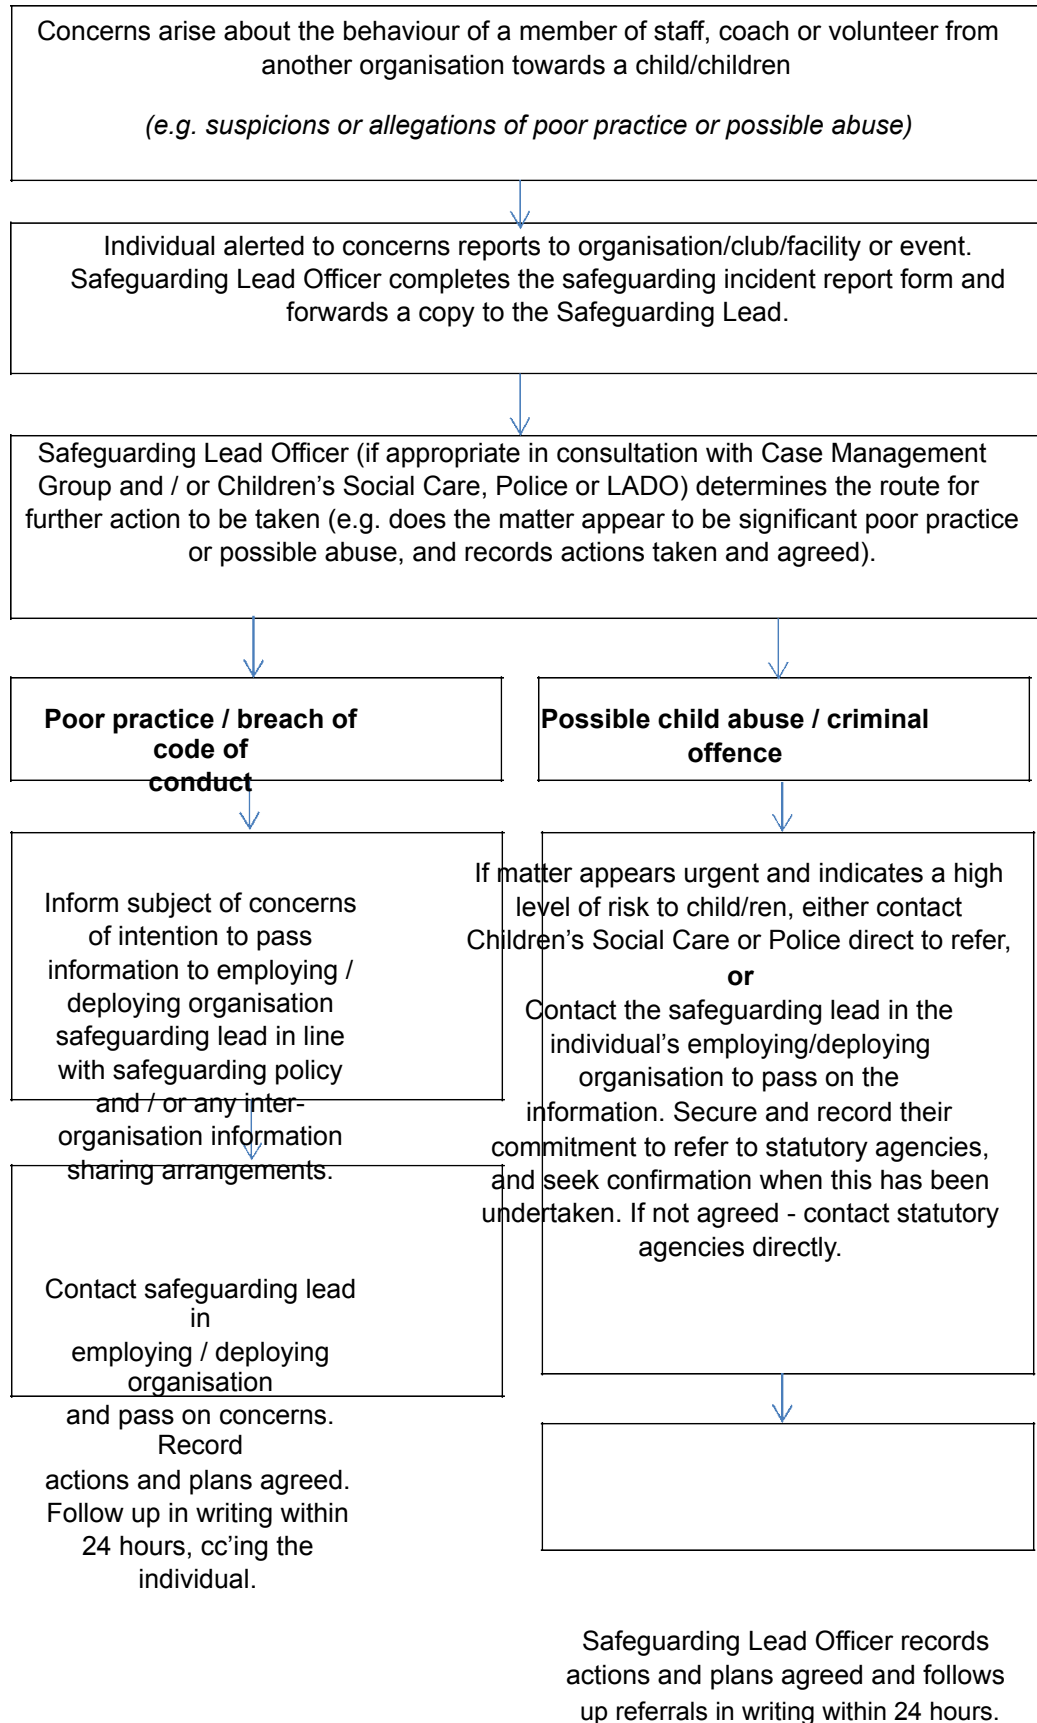 Concerns arise about the behaviour of a member of staff, coach or volunteer from
another organisation towards a child/children
(e.g. suspicions or allegations of poor practice or possible abuse)
Individual alerted to concerns reports to organisation/club/facility or event.
Safeguarding Lead Officer completes the safeguarding incident report form and
forwards a copy to the Safeguarding Lead.
Safeguarding Lead Officer (if appropriate in consultation with Case Management
Group and / or Children’s Social Care, Police or LADO) determines the route for
further action to be taken (e.g. does the matter appear to be significant poor practice
or possible abuse, and records actions taken and agreed).
Poor practice / breach of
code of
conduct
Inform subject of concerns
of intention to pass
information to employing /
deploying organisation
safeguarding lead in line
with safeguarding policy
and / or any inter-
organisation information
sharing arrangements.
Contact safeguarding lead
in
employing / deploying
organisation
and pass on concerns.
Record
actions and plans agreed.
Follow up in writing within
24 hours, cc’ing the
individual.
Possible child abuse / criminal
offence
If matter appears urgent and indicates a high
level of risk to child/ren, either contact
Children’s Social Care or Police direct to refer,
or
Contact the safeguarding lead in the
individual’s employing/deploying
organisation to pass on the
information. Secure and record their
commitment to refer to statutory agencies,
and seek confirmation when this has been
undertaken. If not agreed - contact statutory
agencies directly.
Safeguarding Lead Officer records
actions and plans agreed and follows
up referrals in writing within 24 hours.